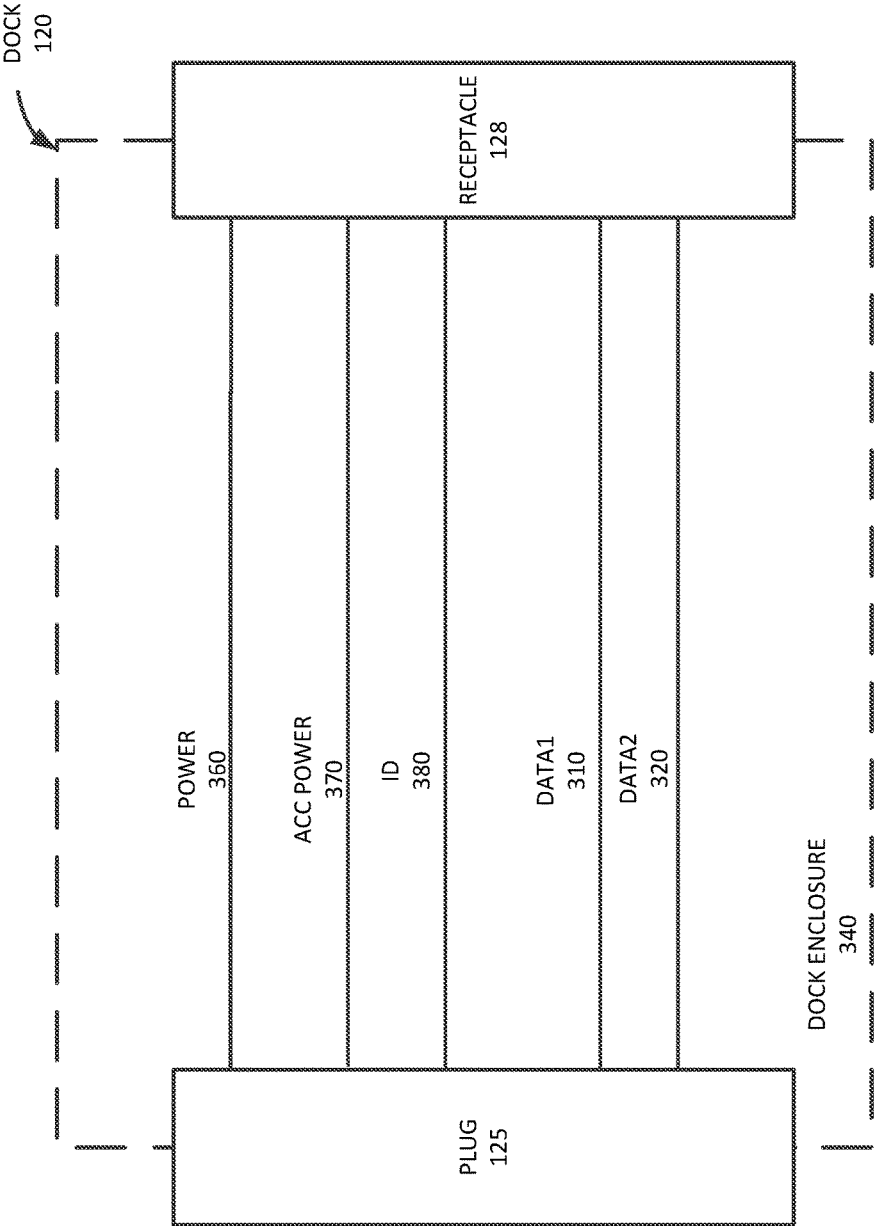 DOCK
120
RECEPTACLE
128
POWER
360
ACC POWER
370
ID
380
DATA1
310
DATA2
320
DOCK ENCLOSURE
340
PLUG
125